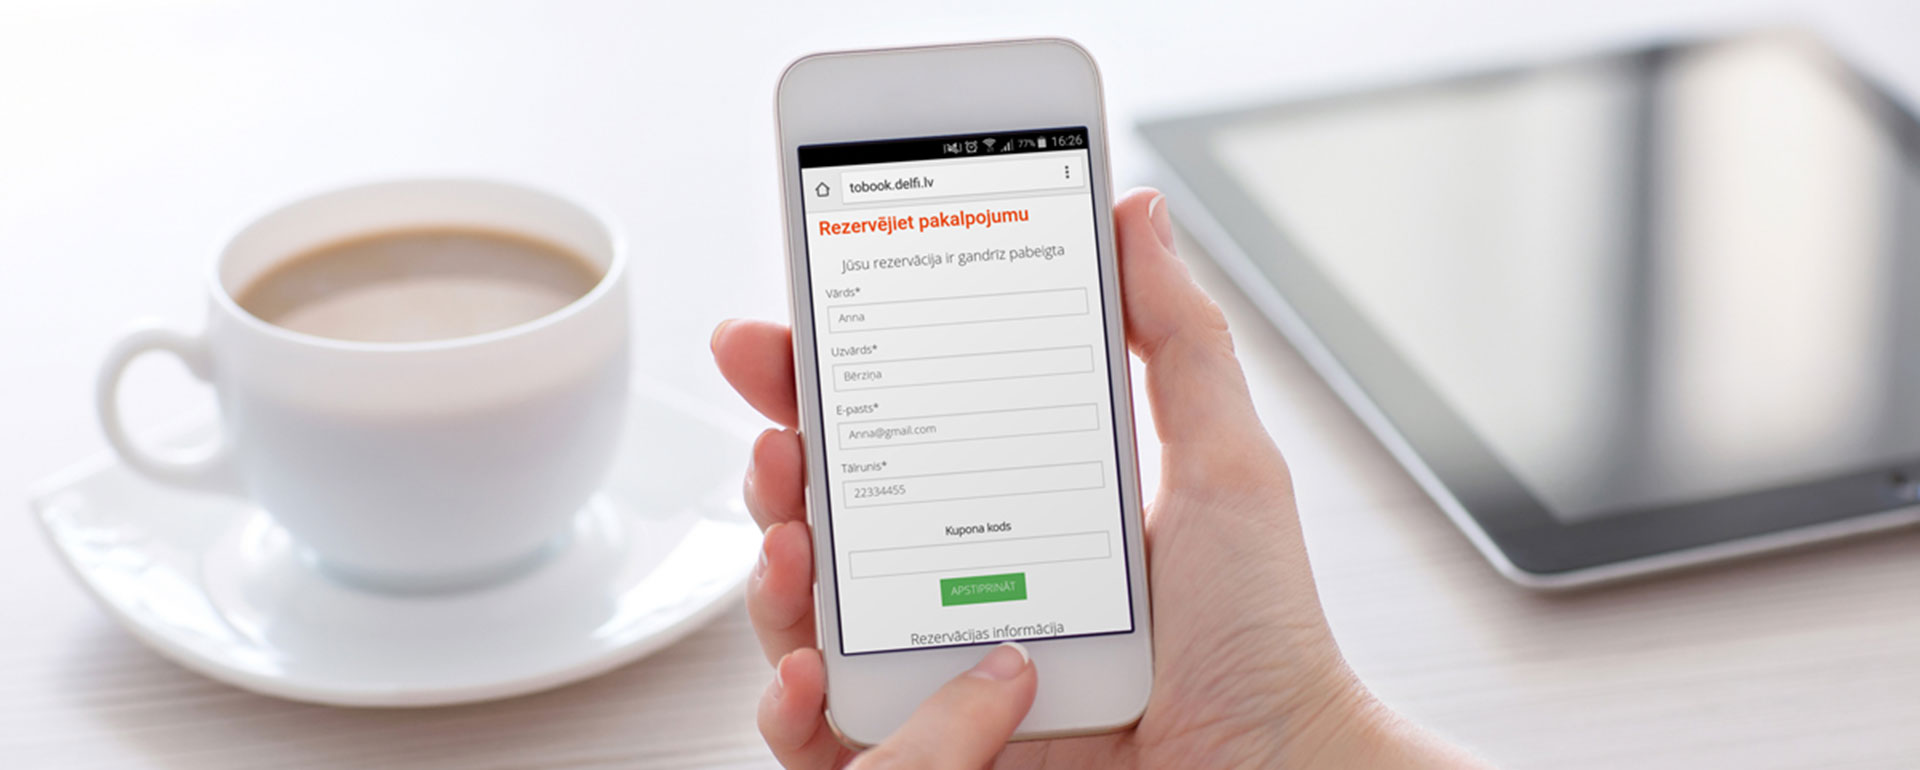 77% 16:26
tobook.delfi.lv
Rezervējiet pakalpojumu
Jūsu rezervācija ir gandrīz pabeigta
Vārds*
Anna
Uzvārds*
Bērziņa
E-pasts*
Anna@gmail.com
Tālrunis*
22334455
Kupona kods
APSTIPRINĀT
Rezervācijas informācija